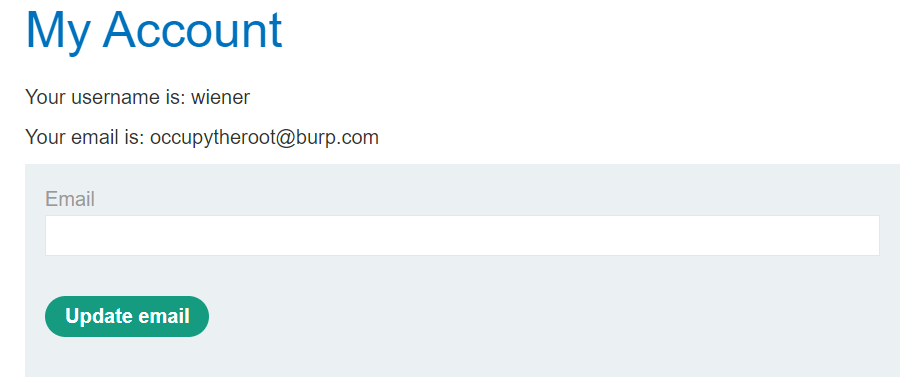 My Account
Your username is: wiener
Your email is: occupytheroot@burp.com
Email
Update email